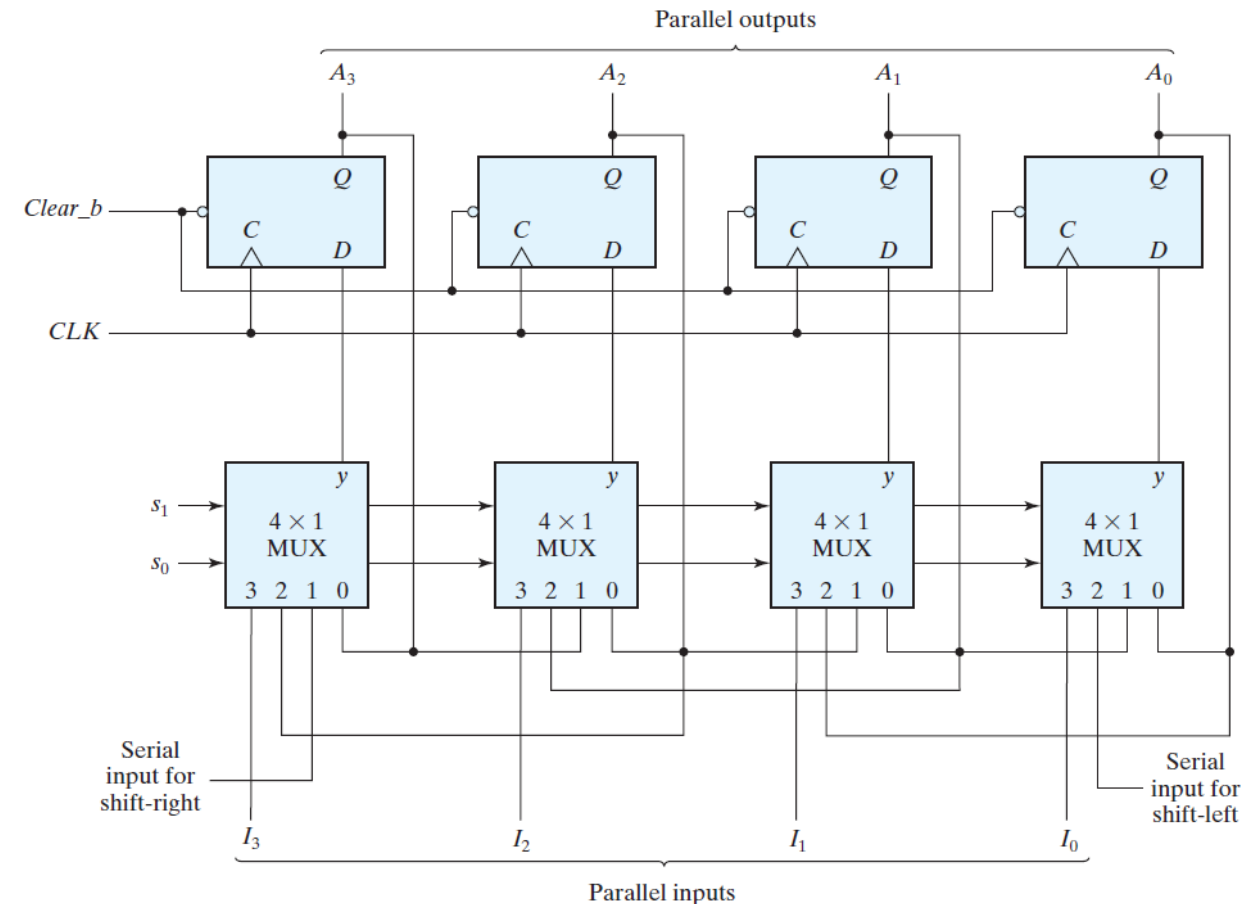 Parallel outputs
A3 A2 A1 A0
Q Q Q Q
Clear_b
C C C C
D D D D
CLK
y y y y
s1
4 × 1 4 × 1 4 × 1 4 × 1
MUX MUX MUX MUX
s0
3 2 1 0 3 2 1 0 3 2 1 0 3 2 1 0
Serial
input for
shift-right
Serial
input for
shift-left
I3 I2 I1 I0
Parallel inputs